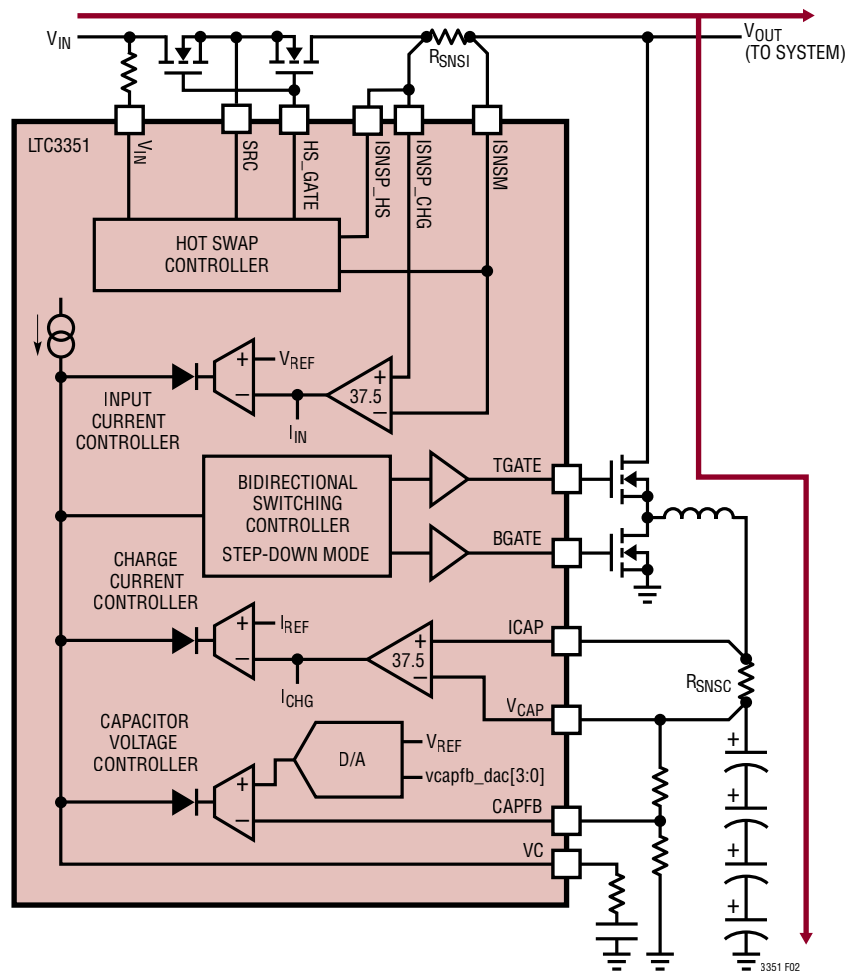 VIN
RSNSI
VOUT
(TO SYSTEM)
LTC3351
VIN
SRC
HS_GATE
ISNSP_HS
ISNSP_CHG
ISNSM
HOT SWAP
CONTROLLER
+
VREF
–
+
37.5
–
IIN
INPUT
CURRENT
CONTROLLER
BIDIRECTIONAL
SWITCHING
CONTROLLER
STEP-DOWN MODE
TGATE
BGATE
CHARGE
CURRENT
CONTROLLER
+
IREF
–
+
37.5
–
ICHG
ICAP
VCAP
RSNSC
CAPACITOR
VOLTAGE
CONTROLLER
D/A
VREF
vcapfb_dac[3:0]
+
–
CAPFB
VC
+
+
+
+
3351 F02